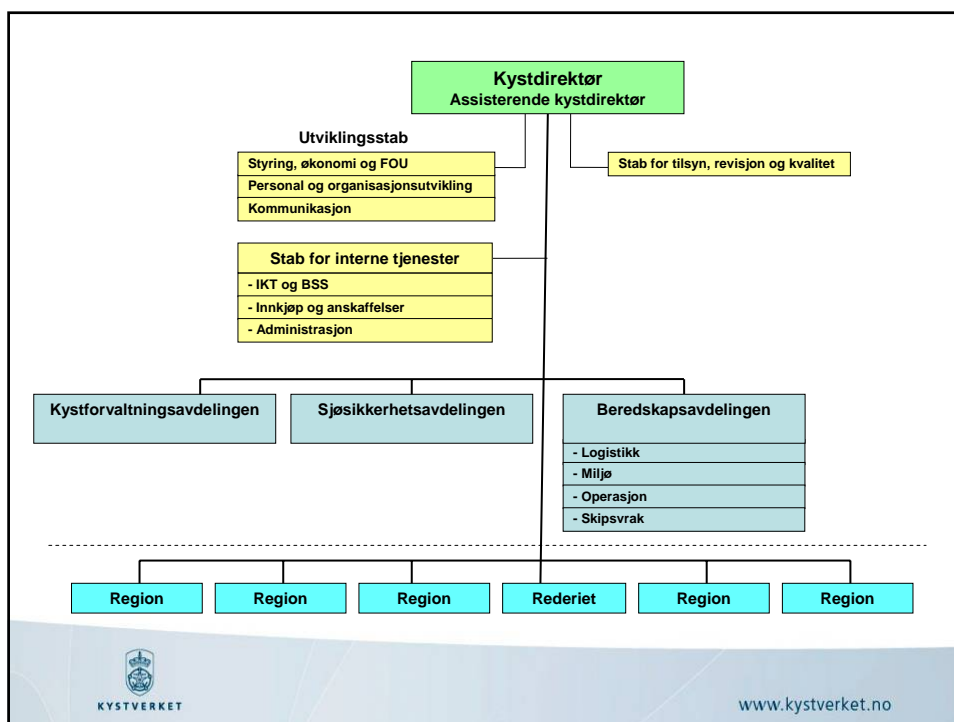 Kystdirektør
Assisterende kystdirektør
Utviklingsstab
Styring, økonomi og FOU
Personal og organisasjonsutvikling
Kommunikasjon
Stab for tilsyn, revisjon og kvalitet
Stab for interne tjenester
- IKT og BSS
- Innkjøp og anskaffelser
- Administrasjon
Kystforvaltningsavdelingen
Sjøsikkerhetsavdelingen
Beredskapsavdelingen
- Logistikk
- Miljø
- Operasjon
- Skipsvrak
Region
Region
Region
Rederiet
Region
Region
KYSTVERKET
www.kystverket.no